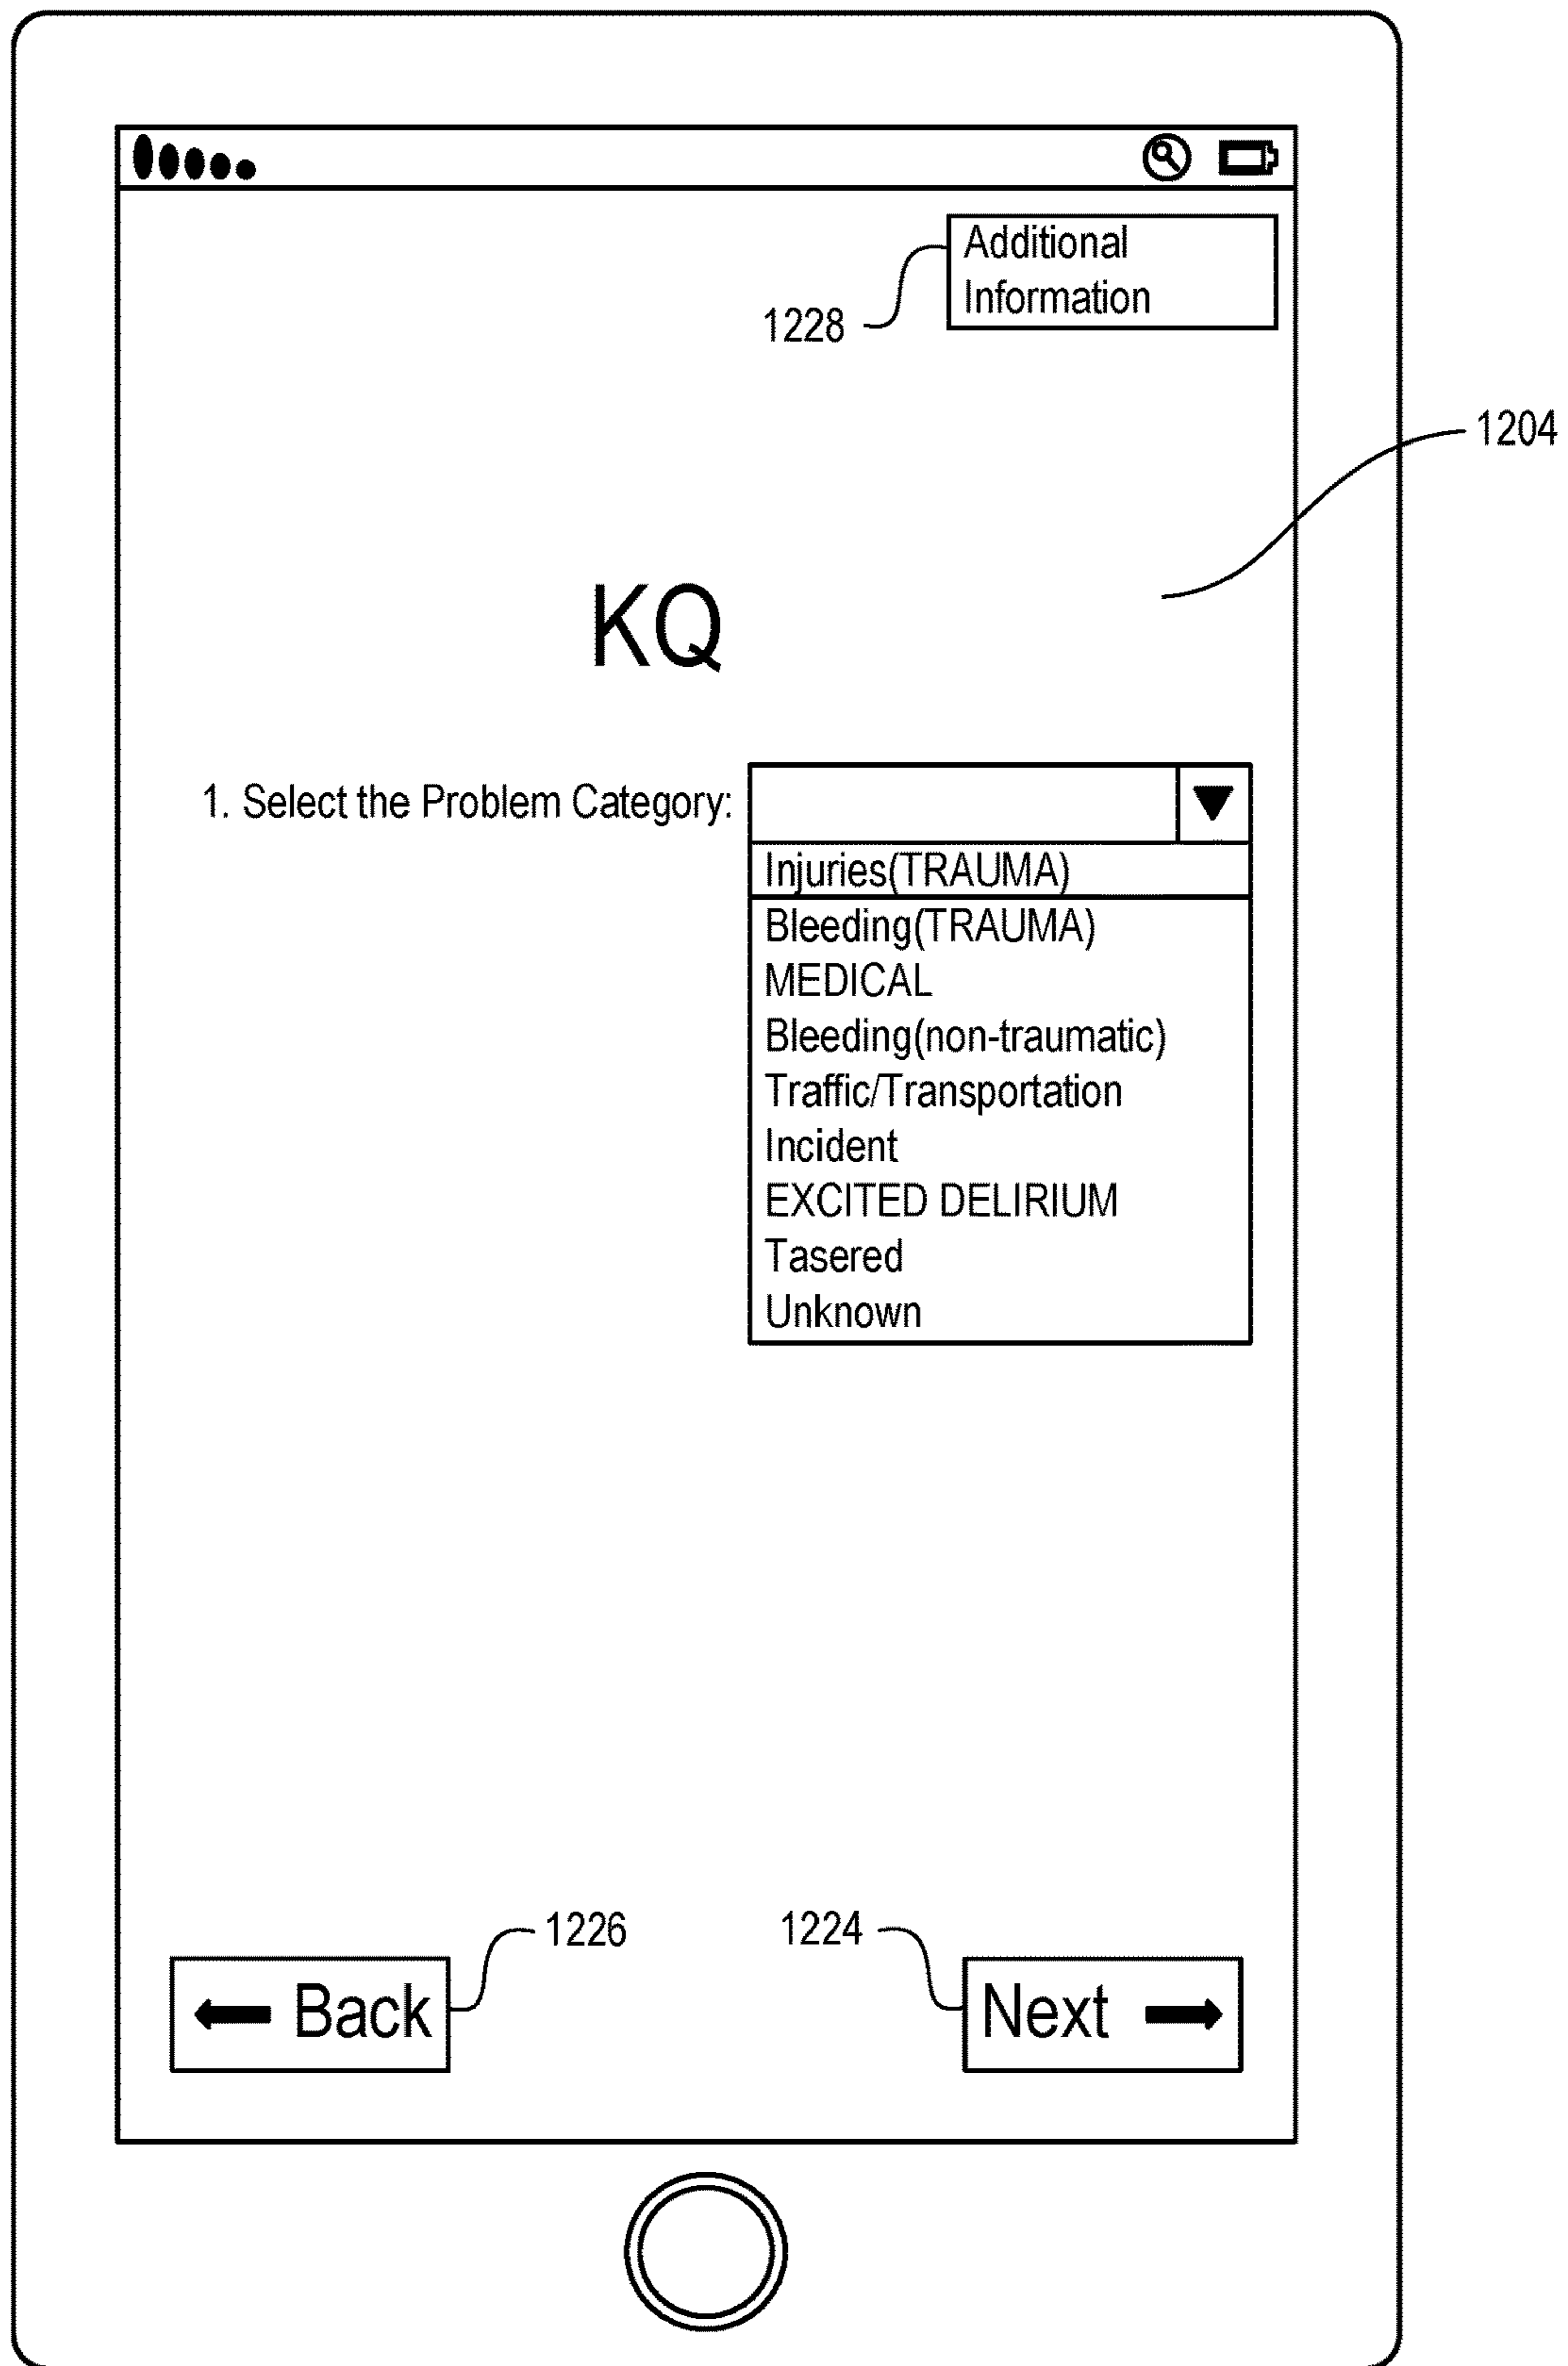 Additional
Information
1228
1204
KQ
1. Select the Problem Category:
Injuries(TRAUMA)
Bleeding(TRAUMA)
MEDICAL
Bleeding(non-traumatic)
Traffic/Transportation
Incident
EXCITED DELIRIUM
Tasered
Unknown
1226
1224
Back
Next